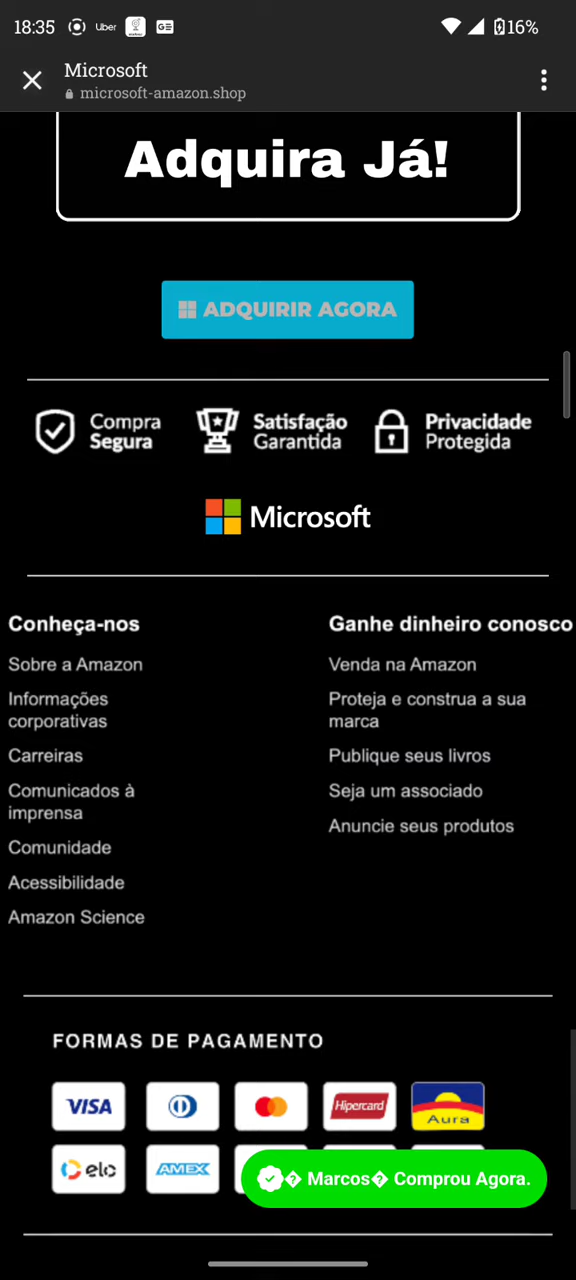 18:35 Uber GE 16%
Microsoft
microsoft-amazon.shop
Adquira Já!
ADQUIRIR AGORA
Compra Segura
Satisfação Garantida
Privacidade Protegida
Microsoft
Conheça-nos
Sobre a Amazon
Informações
corporativas
Carreiras
Comunicados à
imprensa
Comunidade
Acessibilidade
Amazon Science
Ganhe dinheiro conosco
Venda na Amazon
Proteja e construa a sua
marca
Publique seus livros
Seja um associado
Anuncie seus produtos
FORMAS DE PAGAMENTO
VISA Hipercard Aura
elo AMEX
� Marcos� Comprou Agora.